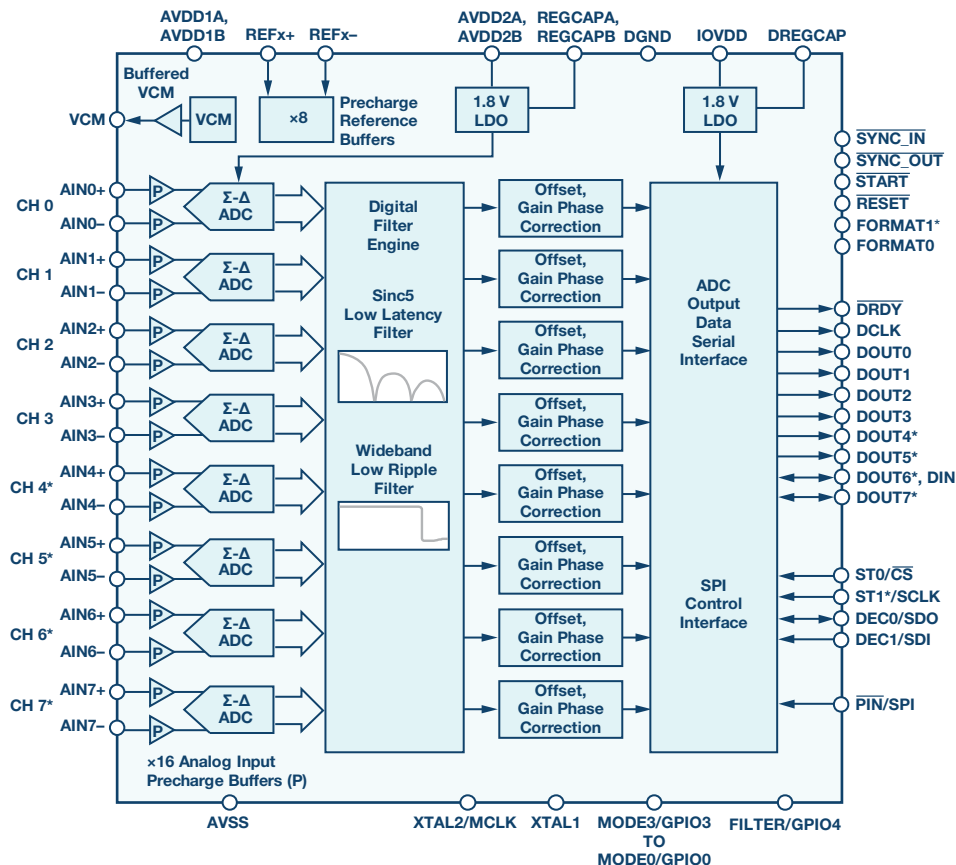 AVDD1A,
AVDD1B
REFx+
REFx–
AVDD2A,
AVDD2B
REGCAPA,
REGCAPB
DGND
IOVDD
DREGCAP
Buffered
VCM
VCM
VCM
×8
Precharge
Reference
Buffers
1.8 V
LDO
1.8 V
LDO
SYNC_IN
SYNC_OUT
START
RESET
FORMAT1*
FORMAT0
CH 0
AIN0+
AIN0–
P
P
Σ-Δ
ADC
CH 1
AIN1+
AIN1–
P
P
Σ-Δ
ADC
CH 2
AIN2+
AIN2–
P
P
Σ-Δ
ADC
CH 3
AIN3+
AIN3–
P
P
Σ-Δ
ADC
CH 4*
AIN4+
AIN4–
P
P
Σ-Δ
ADC
CH 5*
AIN5+
AIN5–
P
P
Σ-Δ
ADC
CH 6*
AIN6+
AIN6–
P
P
Σ-Δ
ADC
CH 7*
AIN7+
AIN7–
P
P
Σ-Δ
ADC
×16 Analog Input
Precharge Buffers (P)
Digital
Filter
Engine
Sinc5
Low Latency
Filter
Wideband
Low Ripple
Filter
Offset,
Gain Phase
Correction
Offset,
Gain Phase
Correction
Offset,
Gain Phase
Correction
Offset,
Gain Phase
Correction
Offset,
Gain Phase
Correction
Offset,
Gain Phase
Correction
Offset,
Gain Phase
Correction
Offset,
Gain Phase
Correction
ADC
Output
Data
Serial
Interface
SPI
Control
Interface
DRDY
DCLK
DOUT0
DOUT1
DOUT2
DOUT3
DOUT4*
DOUT5*
DOUT6*, DIN
DOUT7*
ST0/CS
ST1*/SCLK
DEC0/SDO
DEC1/SDI
PIN/SPI
AVSS
XTAL2/MCLK
XTAL1
MODE3/GPIO3
TO
MODE0/GPIO0
FILTER/GPIO4